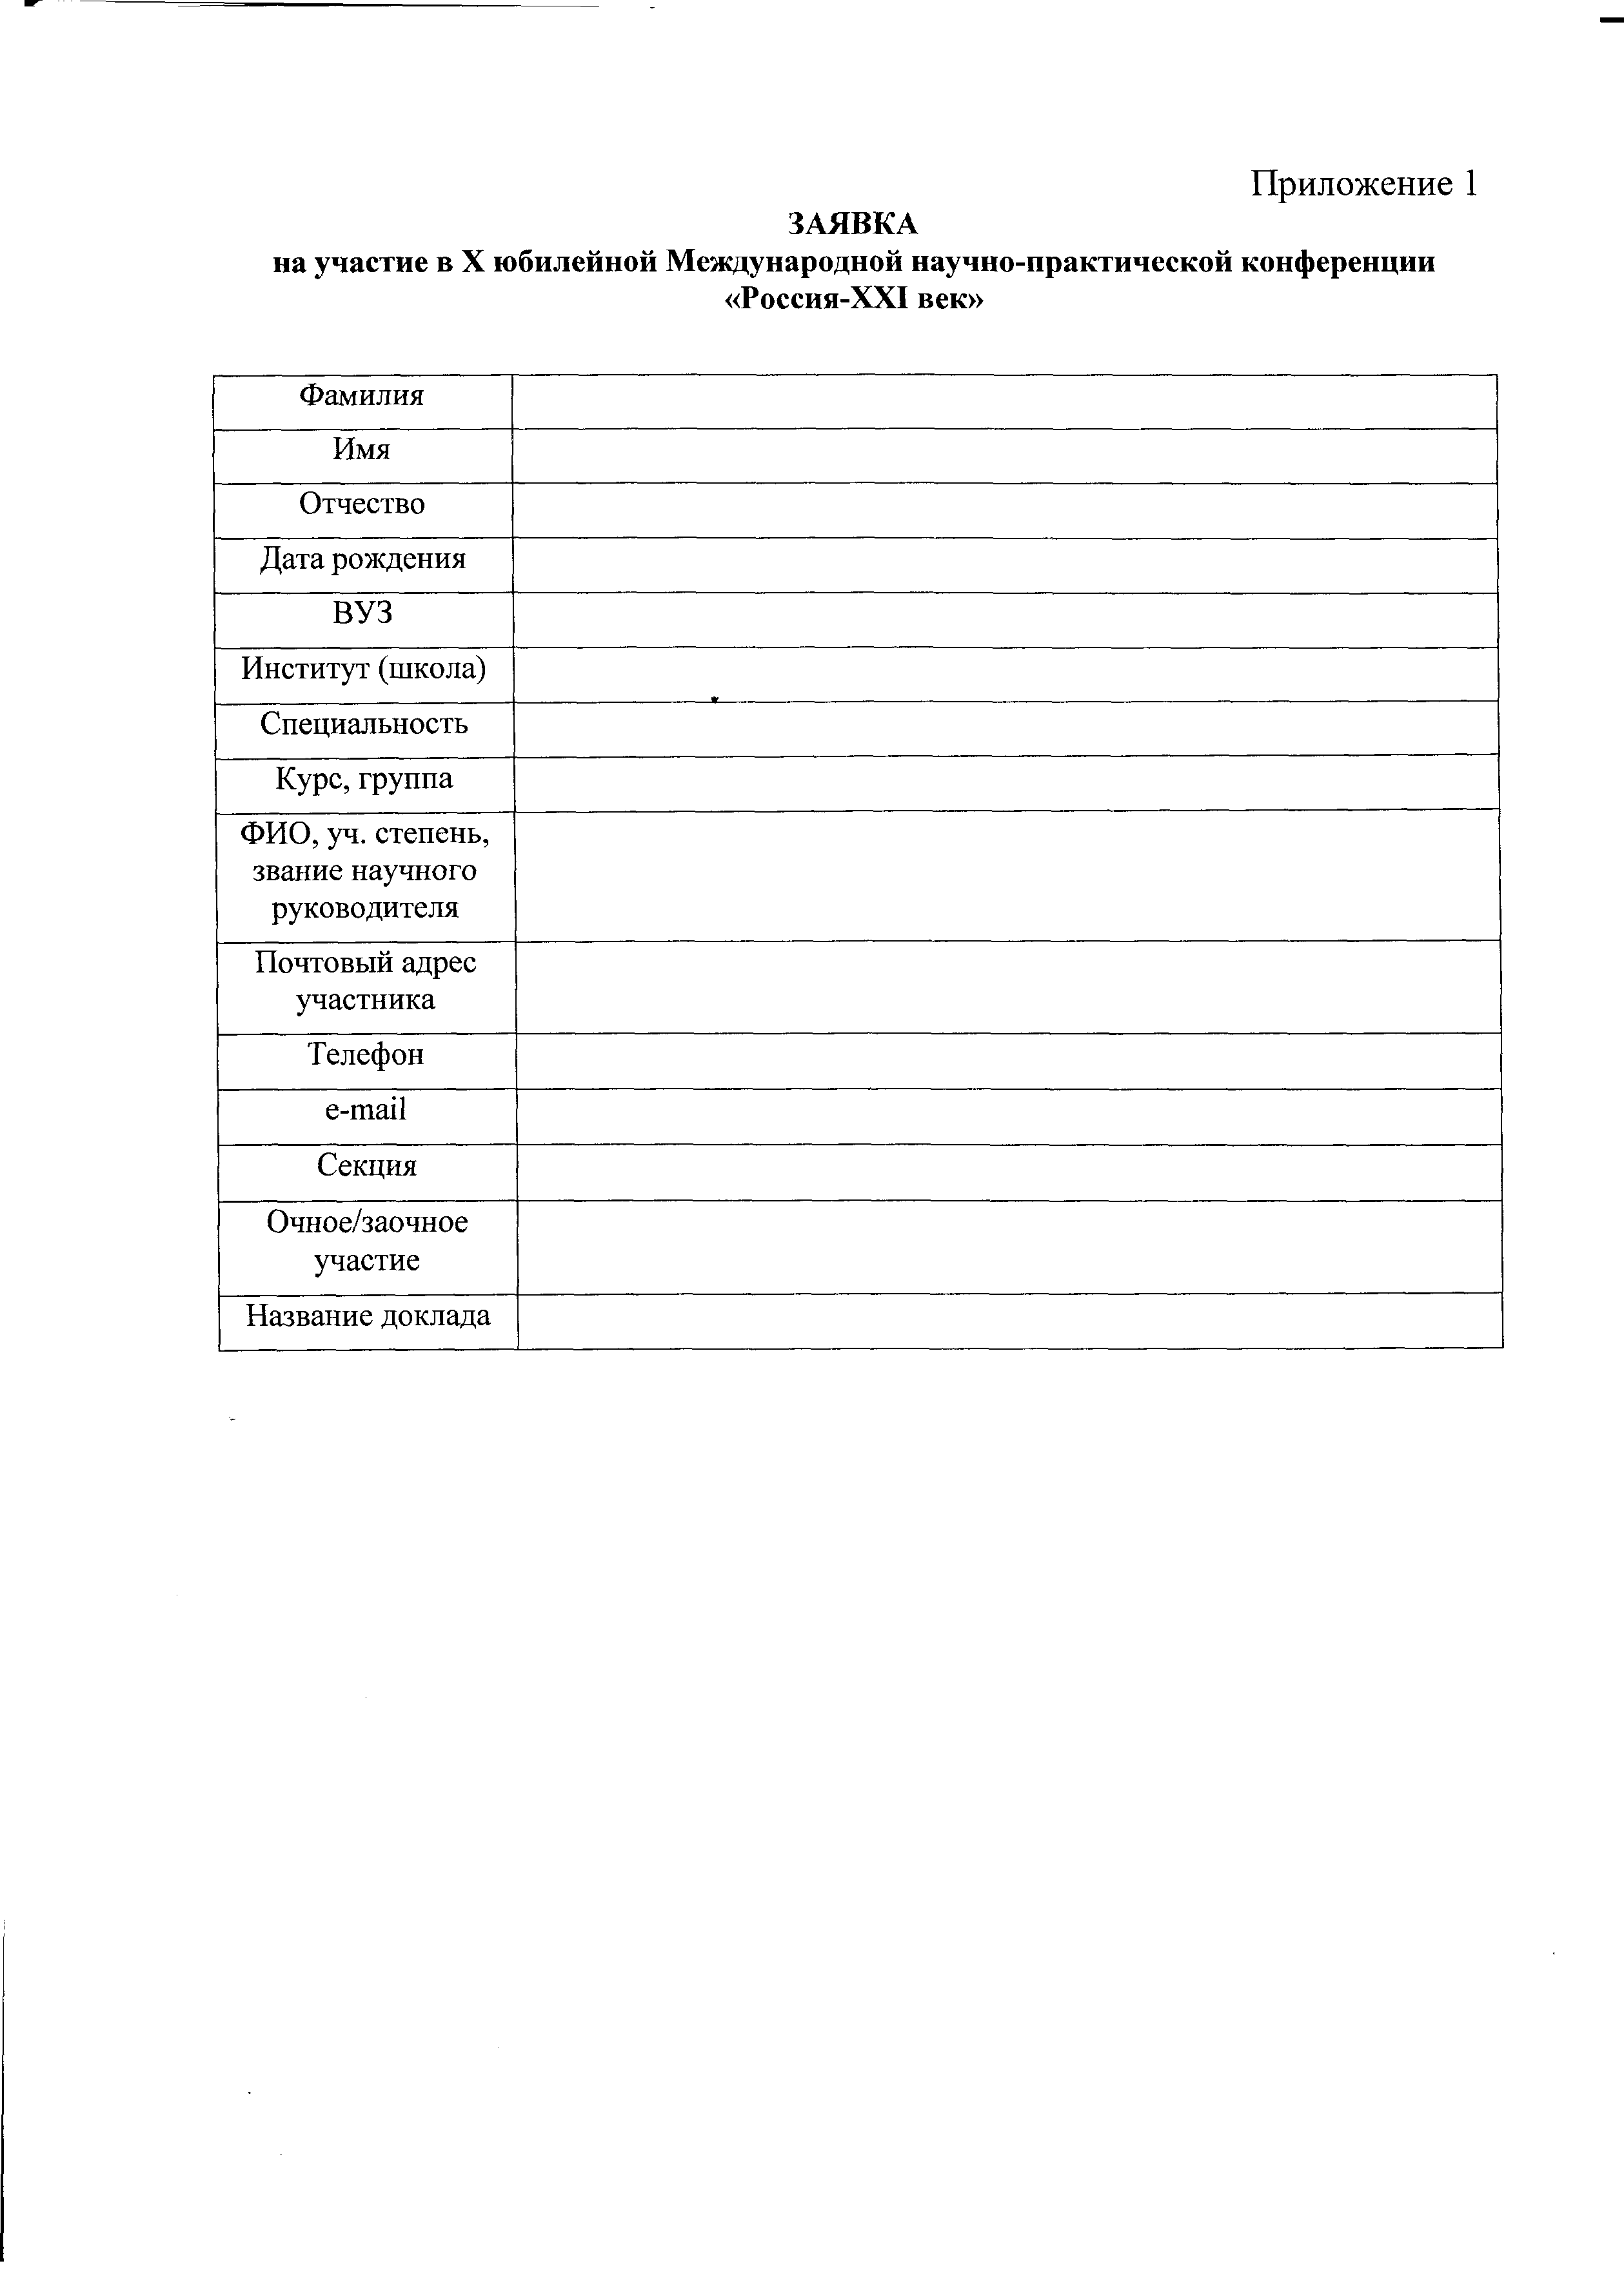 Приложение 1
ЗАЯВКА
на участие в X юбилейной Международной научно-практической конференции
«Россия-XXI век»
Фамилия
Имя
Отчество
Дата рождения
ВУЗ
Институт (школа)
Специальность
Курс, группа
ФИО, уч. степень,
звание научного
руководителя
Почтовый адрес
участника
Телефон
e-mail
Секция
Очное/заочное
участие
Название доклада